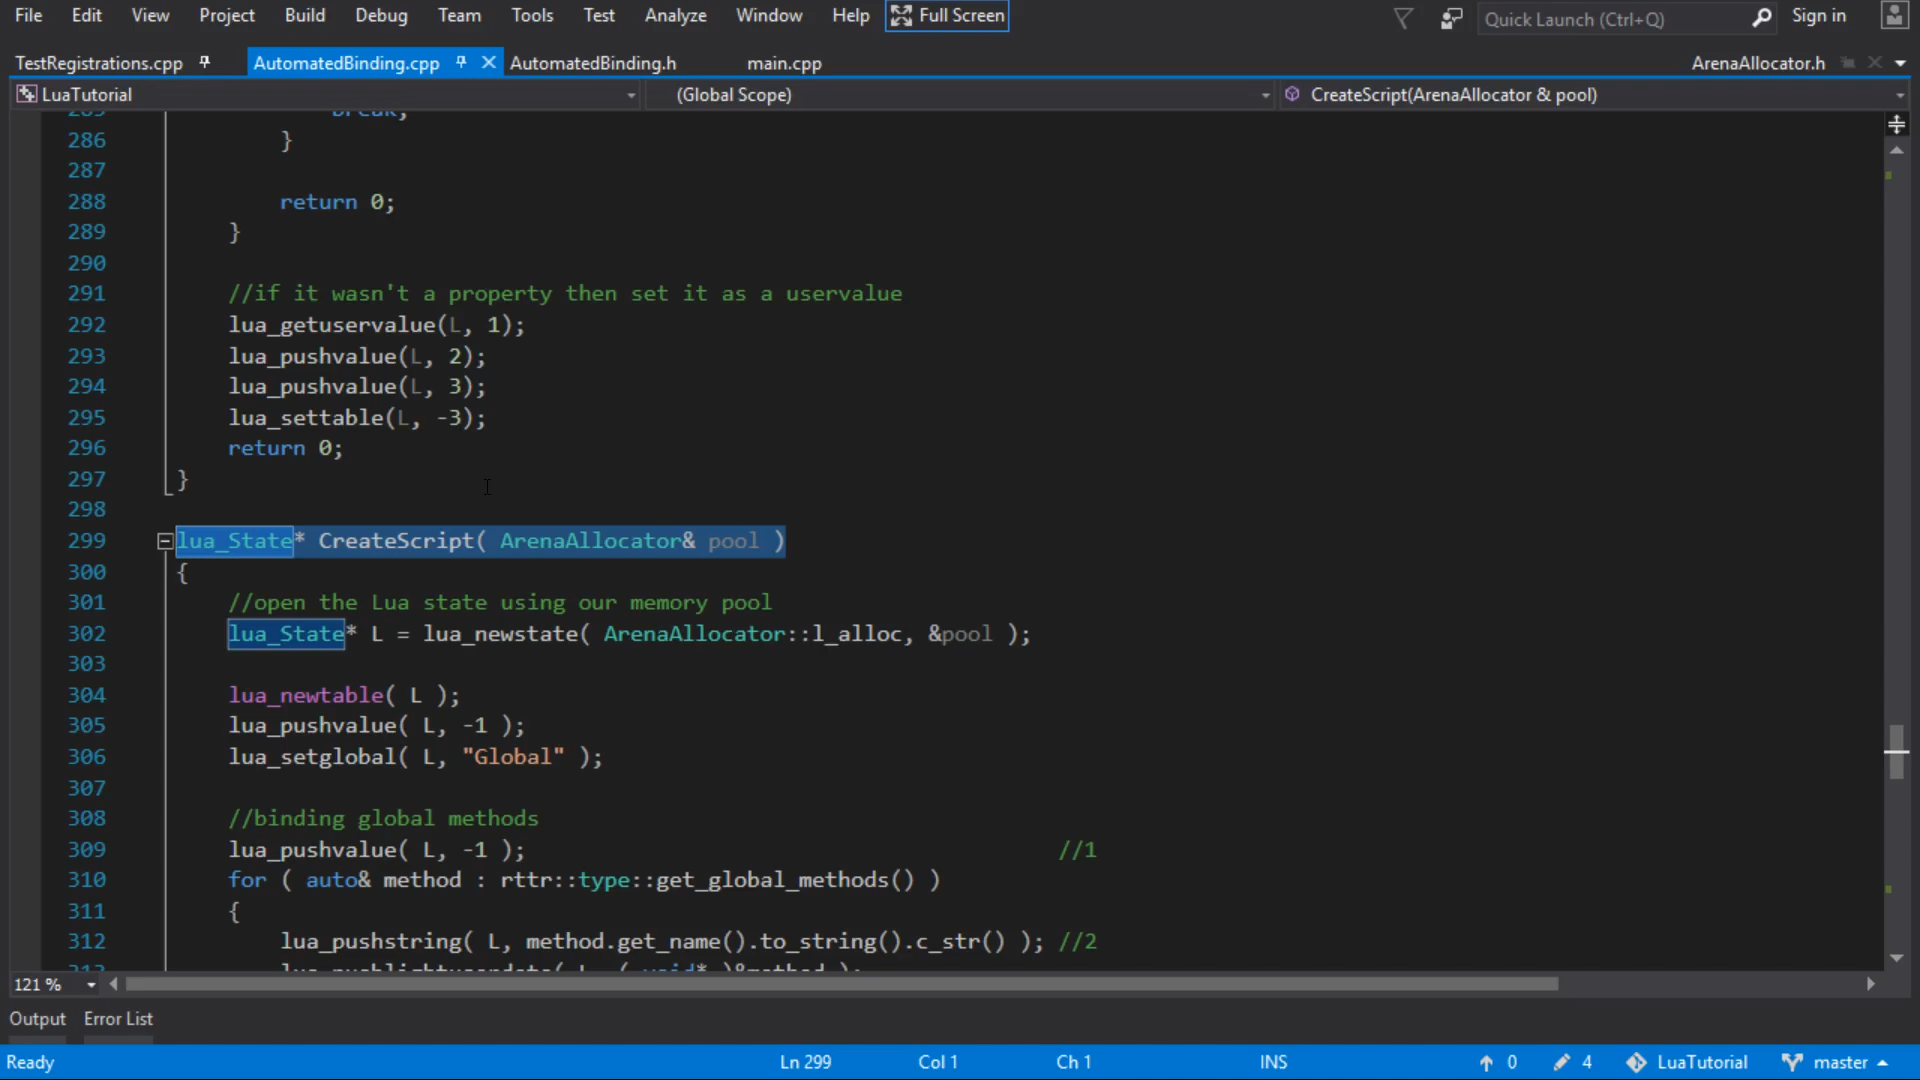 File Edit View Project Build Debug Team Tools Test Analyze Window Help Full Screen Quick Launch (Ctrl+Q) Sign in
TestRegistrations.cpp AutomatedBinding.cpp AutomatedBinding.h main.cpp ArenaAllocator.h
LuaTutorial (Global Scope) CreateScript(ArenaAllocator & pool)
285 break;
286 }
287
288 return 0;
289 }
290
291 //if it wasn't a property then set it as a uservalue
292 lua_getuservalue(L, 1);
293 lua_pushvalue(L, 2);
294 lua_pushvalue(L, 3);
295 lua_settable(L, -3);
296 return 0;
297 }
298
299 lua_State* CreateScript( ArenaAllocator& pool )
300 {
301 //open the Lua state using our memory pool
302 lua_State* L = lua_newstate( ArenaAllocator::l_alloc, &pool );
303
304 lua_newtable( L );
305 lua_pushvalue( L, -1 );
306 lua_setglobal( L, "Global" );
307
308 //binding global methods
309 lua_pushvalue( L, -1 ); //1
310 for ( auto& method : rttr::type::get_global_methods() )
311 {
312 lua_pushstring( L, method.get_name().to_string().c_str() ); //2
313 lua_pushlightuserdata( L, ( void* )&method );
121 %
Output Error List
Ready Ln 299 Col 1 Ch 1 INS 0 4 LuaTutorial master